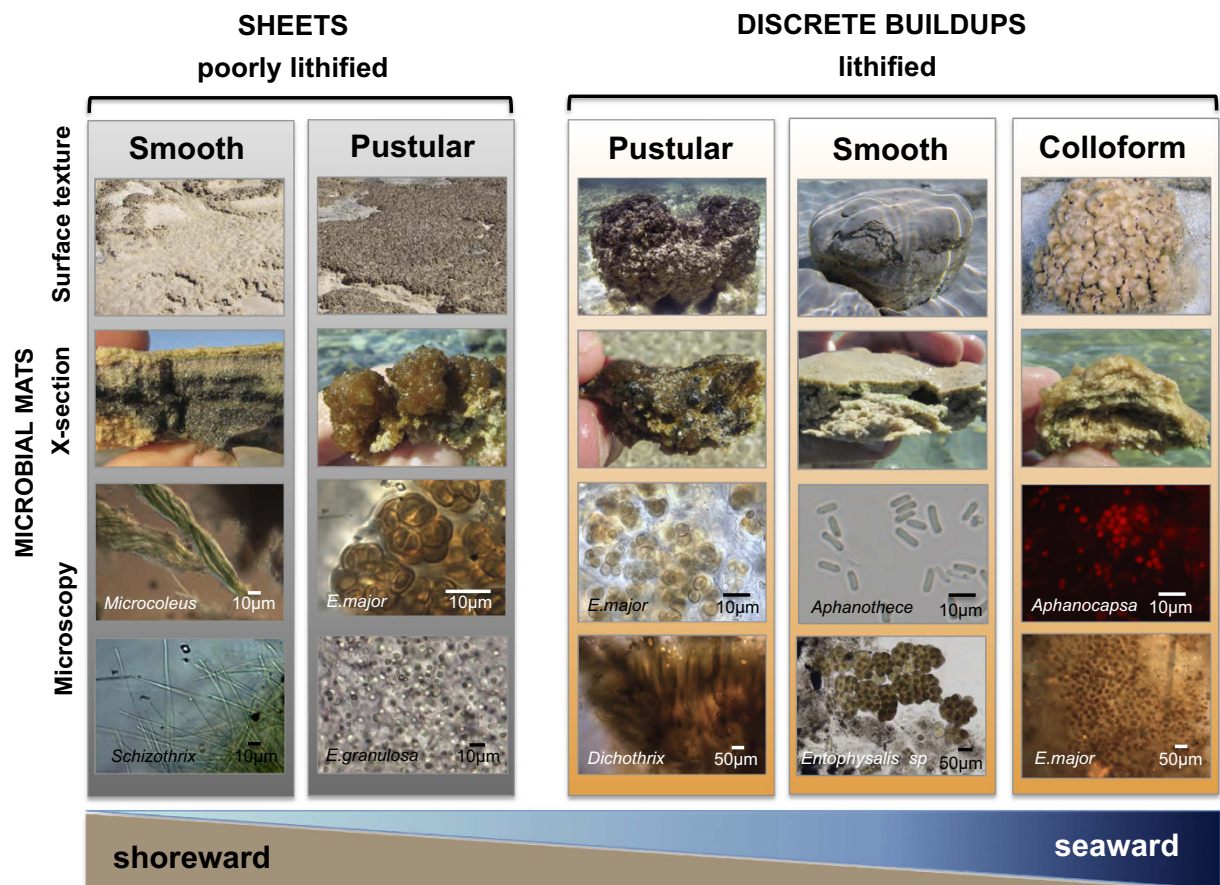 SHEETS
poorly lithified
DISCRETE BUILDUPS
lithified
MICROBIAL MATS
Surface texture
X-section
Microscopy
Smooth
Pustular
Pustular
Smooth
Colloform
Microcoleus 10µm
E.major 10µm
E.major 10µm
Aphanothece 10µm
Aphanocapsa 10µm
Schizothrix 10µm
E.granulosa 10µm
Dichothrix 50µm
Entophysalis sp 50µm
E.major 50µm
shoreward
seaward